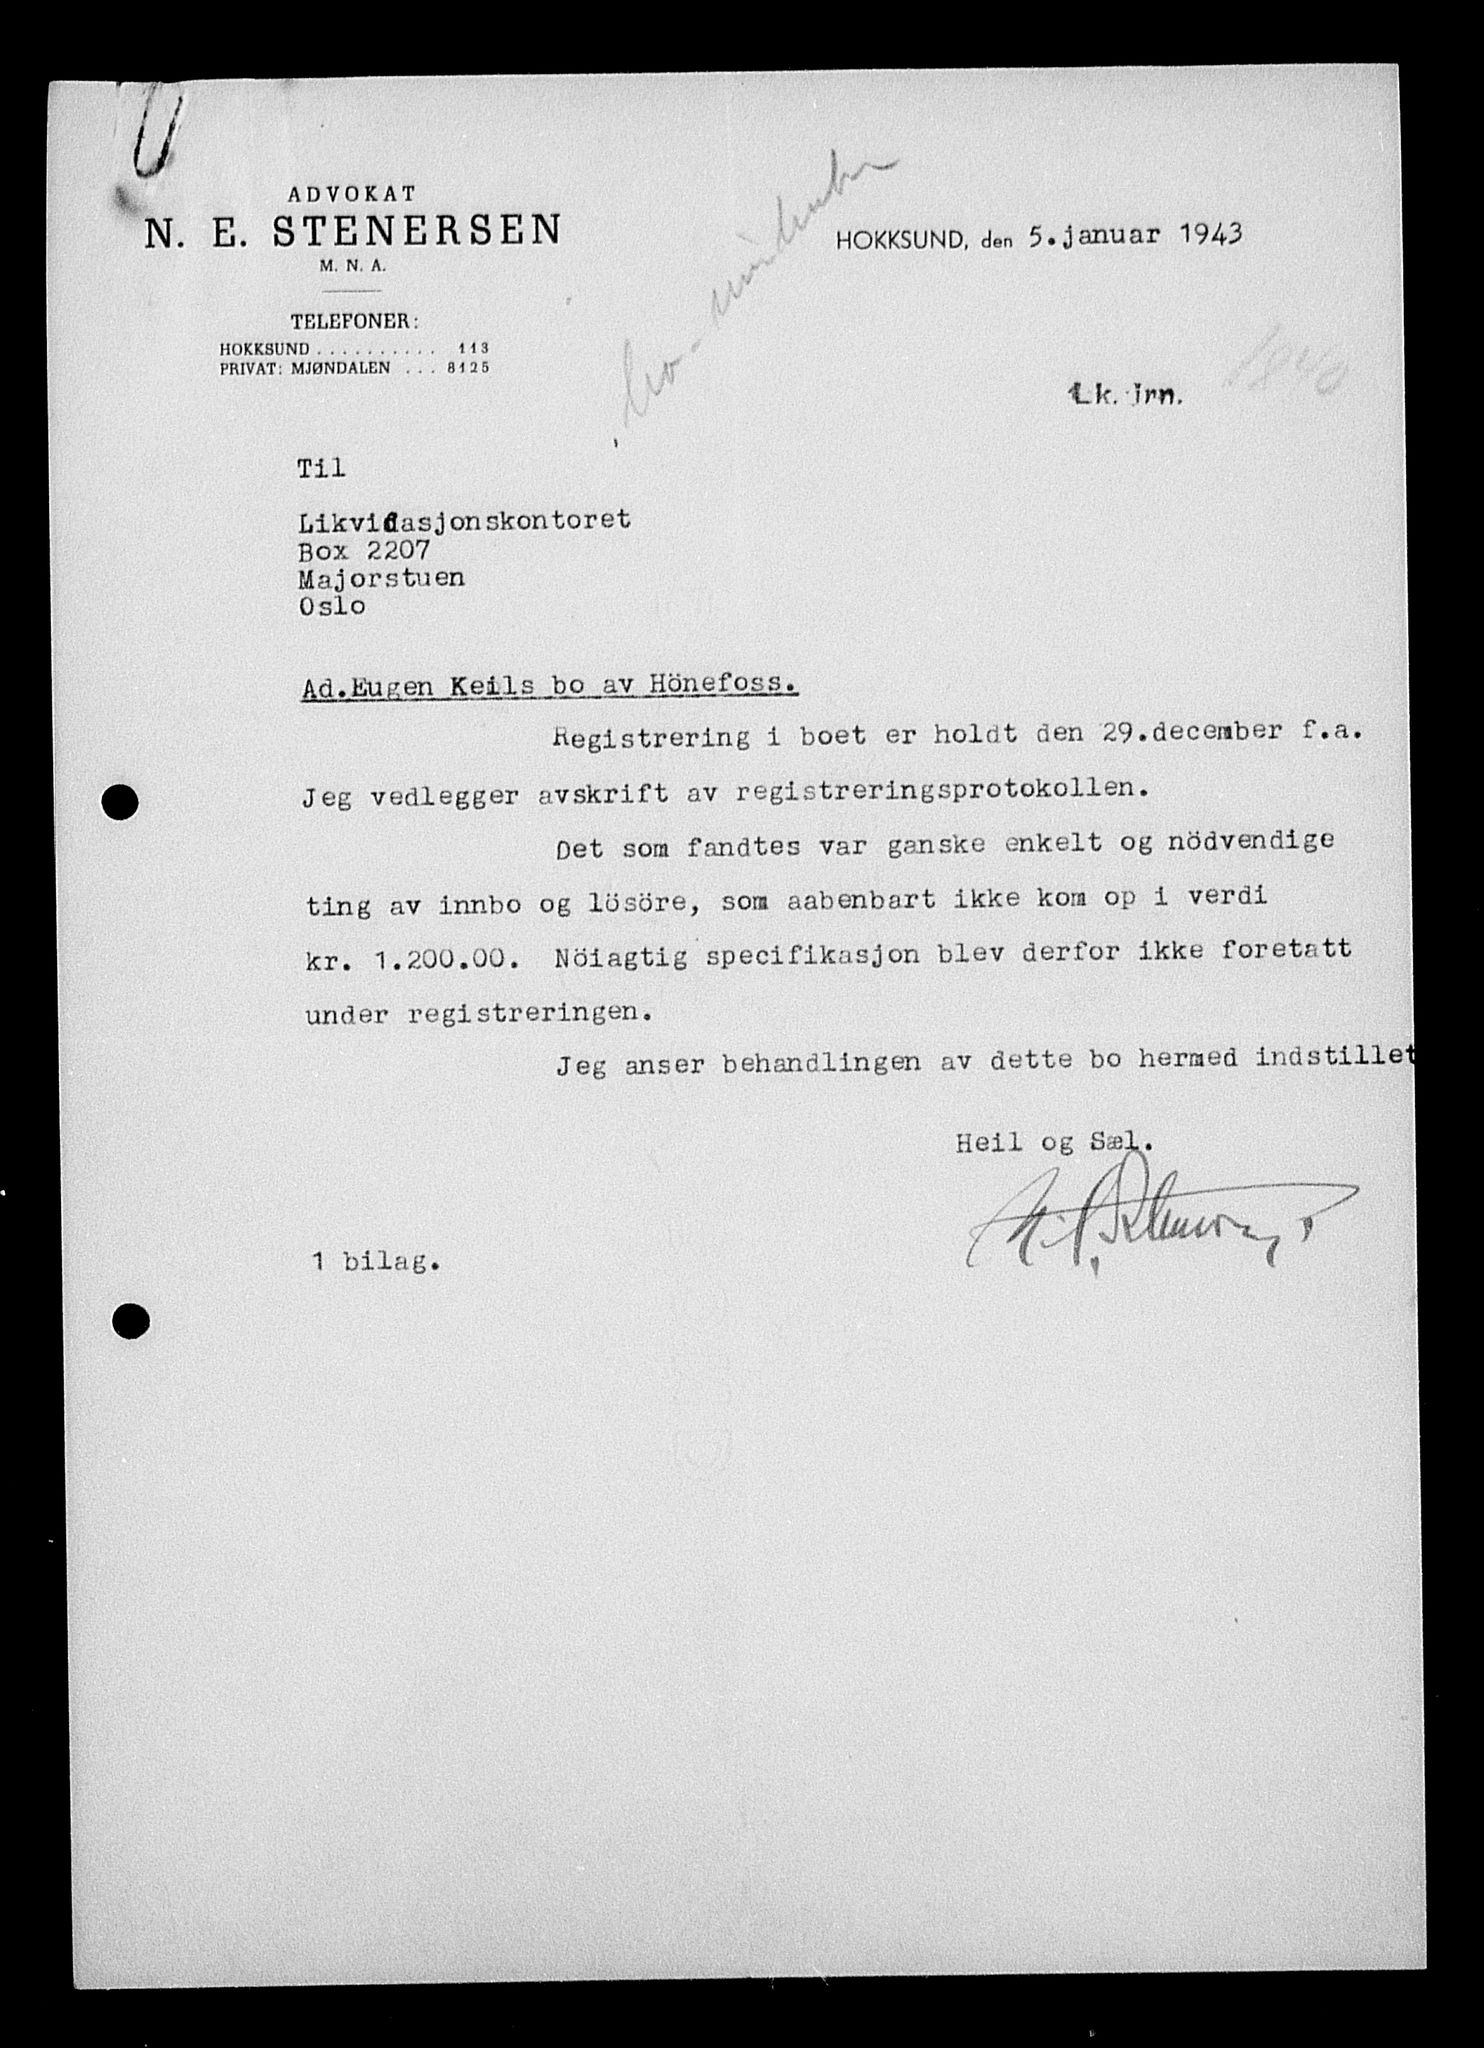 ADVOKAT
N. E. STENERSEN
M. N. A.
TELEFONER:
HOKKSUND . . . . . . . . . . 113
PRIVAT: MJØNDALEN . . . 8125
HOKKSUND, den 5.januar 1943
1840
Lk. jrn.
Til
Likvidasjonskontoret
Box 2207
Majorstuen
Oslo
Ad.Eugen Keils bo av Hönefoss.
Registrering i boet er holdt den 29.december f.a.
Jeg vedlegger avskrift av registreringsprotokollen.
Det som fandtes var ganske enkelt og nödvendige
ting av innbo og lösöre, som aabenbart ikke kom op i verdi
kr. 1.200.00. Nöiagtig specifikasjon blev derfor ikke foretatt
under registreringen.
Jeg anser behandlingen av dette bo hermed indstillet
Heil og Sæl.
1 bilag.